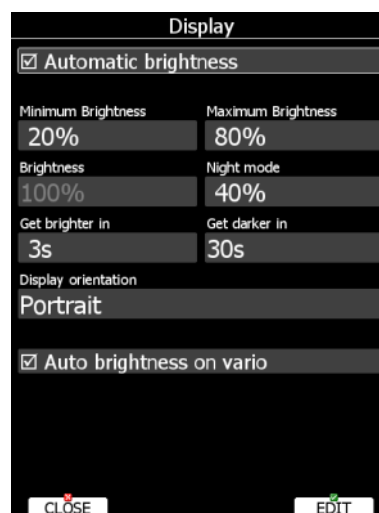 Display
Automatic brightness
Minimum Brightness Maximum Brightness
20% 80%
Brightness Night mode
100% 40%
Get brighter in Get darker in
3s 30s
Display orientation
Portrait
Auto brightness on vario
CLOSE EDIT